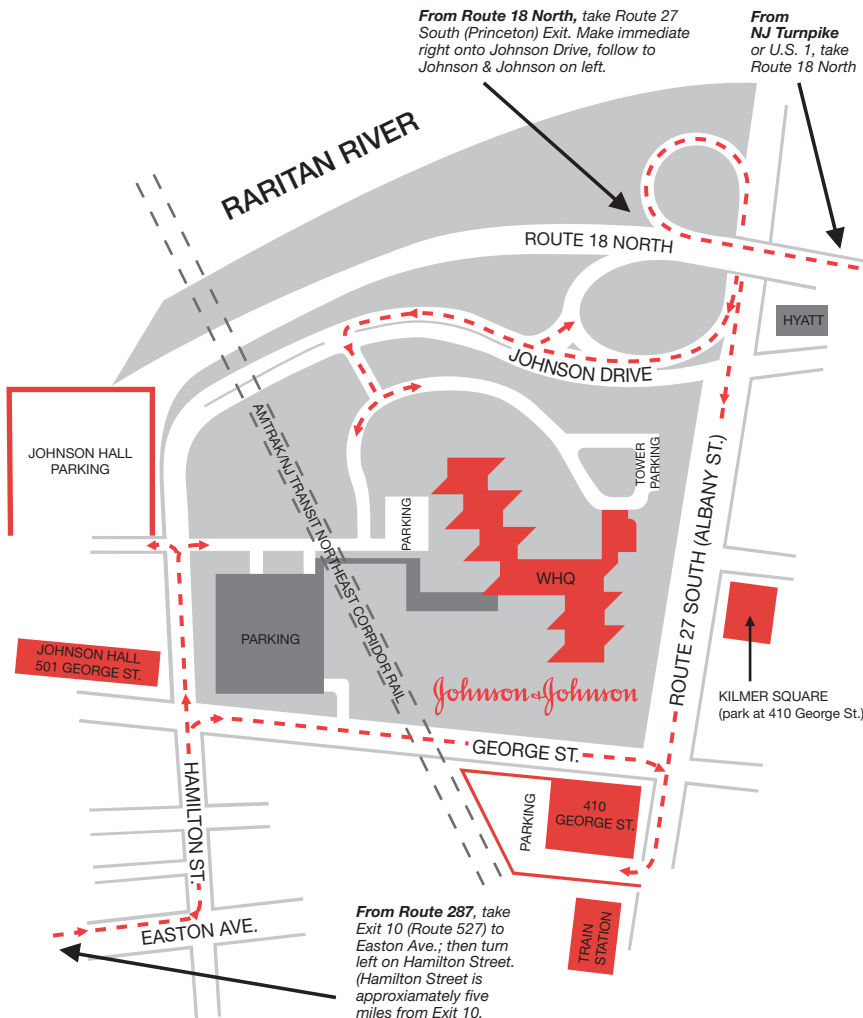 From Route 18 North, take Route 27
South (Princeton) Exit. Make immediate
right onto Johnson Drive, follow to
Johnson & Johnson on left.
From
NJ Turnpike
or U.S. 1, take
Route 18 North
RARITAN RIVER
ROUTE 18 NORTH
HYATT
JOHNSON DRIVE
AMTRAK/NJ TRANSIT NORTHEAST CORRIDOR RAIL
JOHNSON HALL
PARKING
TOWER
PARKING
PARKING
ROUTE 27 SOUTH (ALBANY ST.)
WHQ
PARKING
JOHNSON HALL
501 GEORGE ST.
Johnson & Johnson
KILMER SQUARE
(park at 410 George St.)
GEORGE ST.
HAMILTON ST.
PARKING
410
GEORGE ST.
EASTON AVE.
From Route 287, take
Exit 10 (Route 527) to
Easton Ave.; then turn
left on Hamilton Street.
(Hamilton Street is
approxiamately five
miles from Exit 10.
TRAIN
STATION